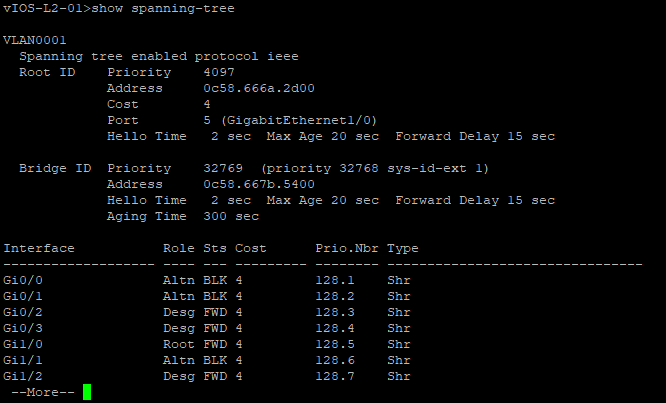 vIOS-L2-01>show spanning-tree
VLAN0001
  Spanning tree enabled protocol ieee
  Root ID    Priority    4097
             Address     0c58.666a.2d00
             Cost        4
             Port        5 (GigabitEthernet1/0)
             Hello Time   2 sec  Max Age 20 sec  Forward Delay 15 sec
  Bridge ID  Priority    32769  (priority 32768 sys-id-ext 1)
             Address     0c58.667b.5400
             Hello Time   2 sec  Max Age 20 sec  Forward Delay 15 sec
             Aging Time  300 sec
Interface           Role Sts Cost      Prio.Nbr Type
------------------- ---- --- --------- -------- --------------------------------
Gi0/0               Altn BLK 4         128.1    Shr
Gi0/1               Altn BLK 4         128.2    Shr
Gi0/2               Desg FWD 4         128.3    Shr
Gi0/3               Desg FWD 4         128.4    Shr
Gi1/0               Root FWD 4         128.5    Shr
Gi1/1               Altn BLK 4         128.6    Shr
Gi1/2               Desg FWD 4         128.7    Shr
 --More--